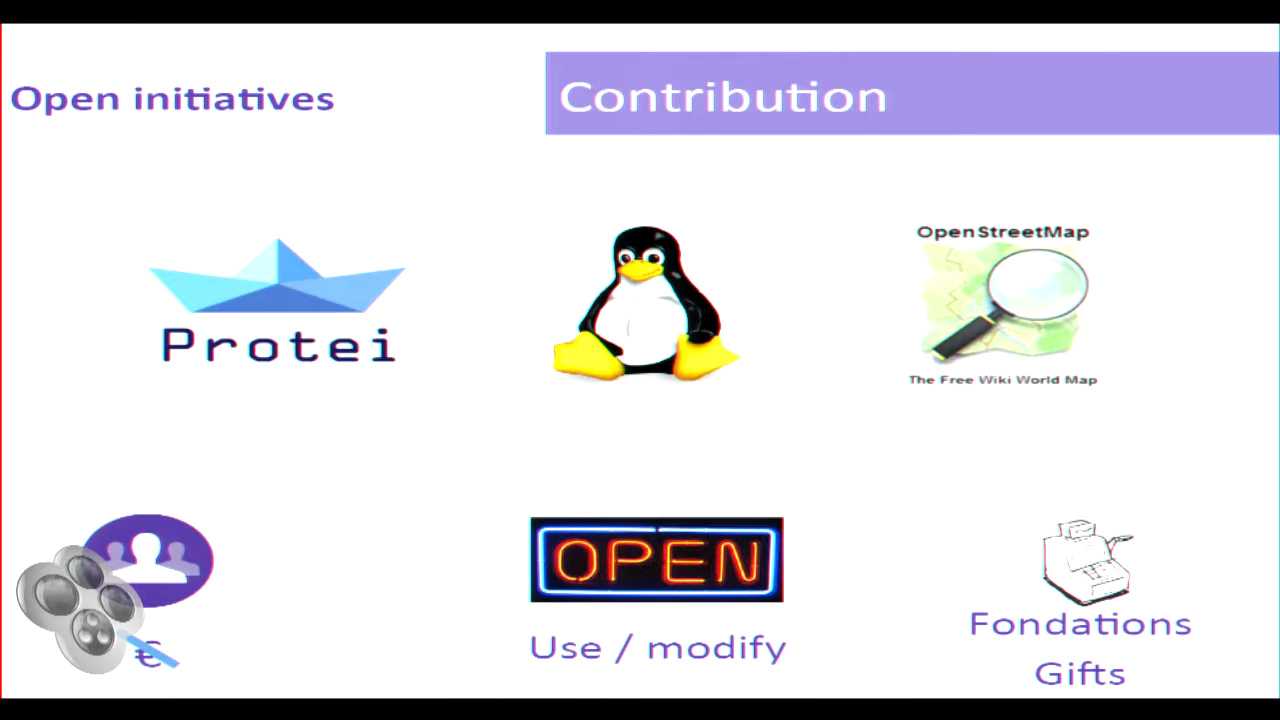 Open initiatives
Contribution
Protei
OpenStreetMap
The Free Wiki World Map
OPEN
€
Use / modify
Fondations
Gifts